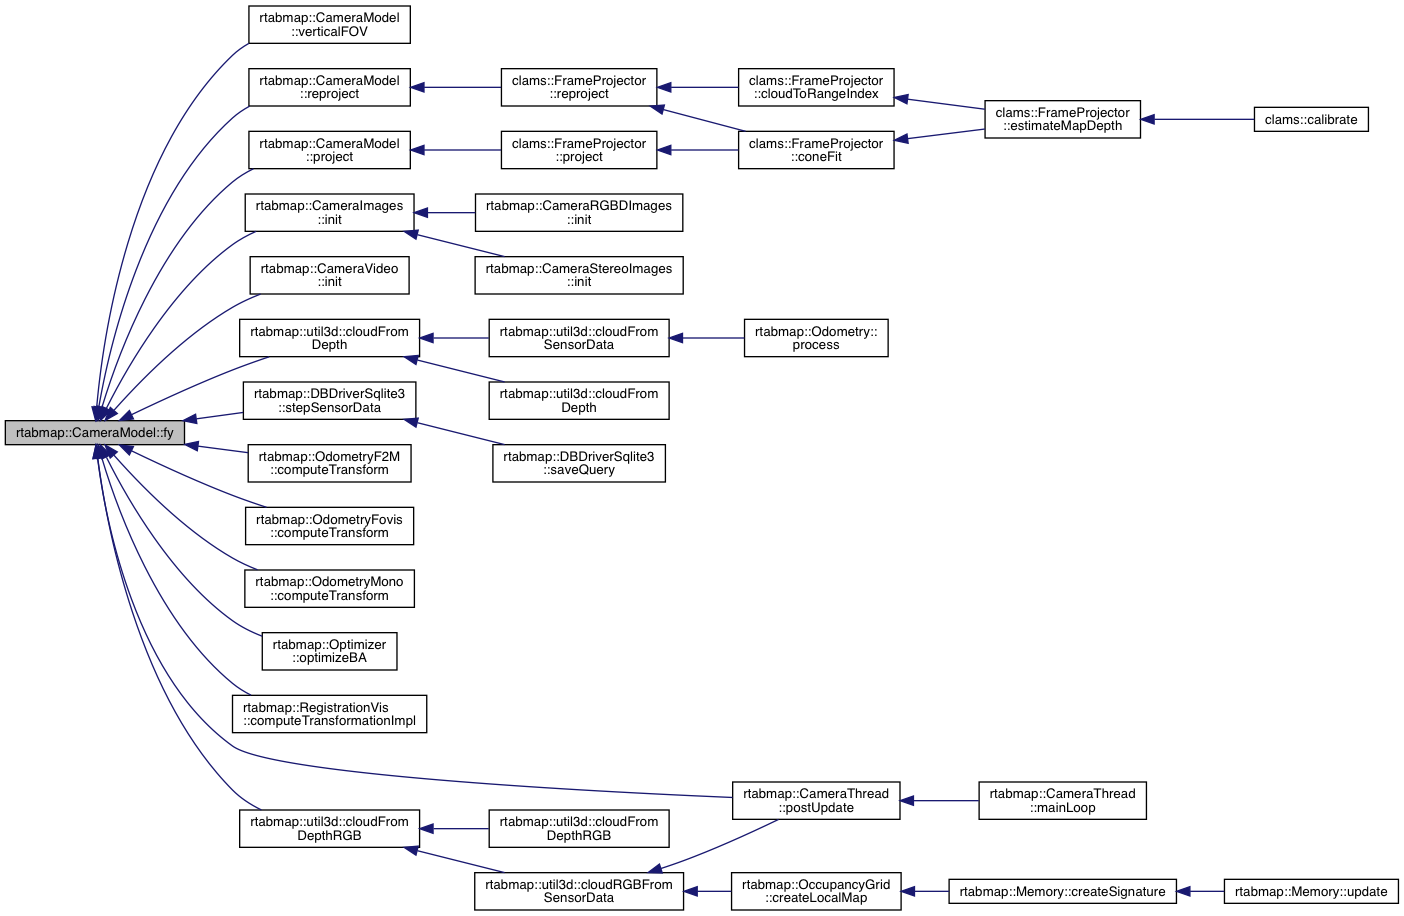 rtabmap::CameraModel
::verticalFOV
rtabmap::CameraModel
::reproject
clams::FrameProjector
::reproject
clams::FrameProjector
::cloudToRangeIndex
clams::FrameProjector
::estimateMapDepth
clams::calibrate
rtabmap::CameraModel
::project
clams::FrameProjector
::project
clams::FrameProjector
::coneFit
rtabmap::CameraImages
::init
rtabmap::CameraRGBDImages
::init
rtabmap::CameraVideo
::init
rtabmap::CameraStereoImages
::init
rtabmap::util3d::cloudFrom
Depth
rtabmap::util3d::cloudFrom
SensorData
rtabmap::Odometry::
process
rtabmap::DBDriverSqlite3
::stepSensorData
rtabmap::util3d::cloudFrom
Depth
rtabmap::CameraModel::fy
rtabmap::OdometryF2M
::computeTransform
rtabmap::DBDriverSqlite3
::saveQuery
rtabmap::OdometryFovis
::computeTransform
rtabmap::OdometryMono
::computeTransform
rtabmap::Optimizer
::optimizeBA
rtabmap::RegistrationVis
::computeTransformationImpl
rtabmap::CameraThread
::postUpdate
rtabmap::CameraThread
::mainLoop
rtabmap::util3d::cloudFrom
DepthRGB
rtabmap::util3d::cloudFrom
DepthRGB
rtabmap::util3d::cloudRGBFrom
SensorData
rtabmap::OccupancyGrid
::createLocalMap
rtabmap::Memory::createSignature
rtabmap::Memory::update